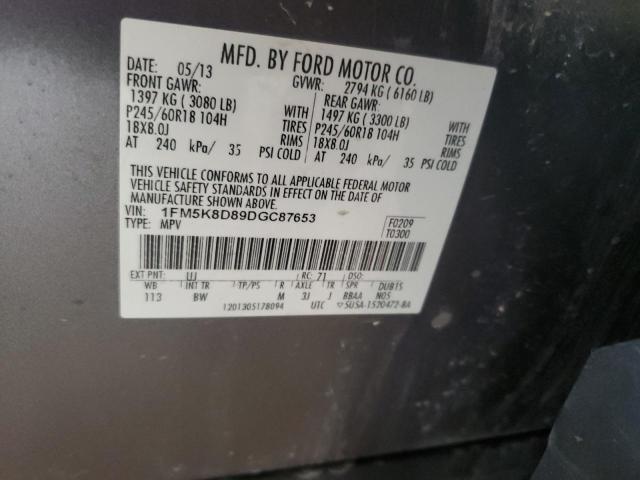 MFD. BY FORD MOTOR CO.
DATE: 05/13 GVWR: 2794 KG (6160 LB)
FRONT GAWR: REAR GAWR:
1397 KG (3080 LB) WITH 1497 KG (3300 LB) WITH
P245/60R18 104H TIRES P245/60R18 104H TIRES
18X8.0J RIMS 18X8.0J RIMS
AT 240 kPa/ 35 PSI COLD AT 240 kPa/ 35 PSI COLD
THIS VEHICLE CONFORMS TO ALL APPLICABLE FEDERAL MOTOR
VEHICLE SAFETY STANDARDS IN EFFECT ON THE DATE OF
MANUFACTURE SHOWN ABOVE.
VIN: 1FM5K8D89DGC87653 F0209
TYPE: MPV T0300
EXT PNT: UJ RC: 71 DSO:
WB INT TR TP/PS R AXLE TR SPR DUB15
113 BW M 3J J BBAA N05
1201305178094 UTC ▽5U5A-1520472-BA